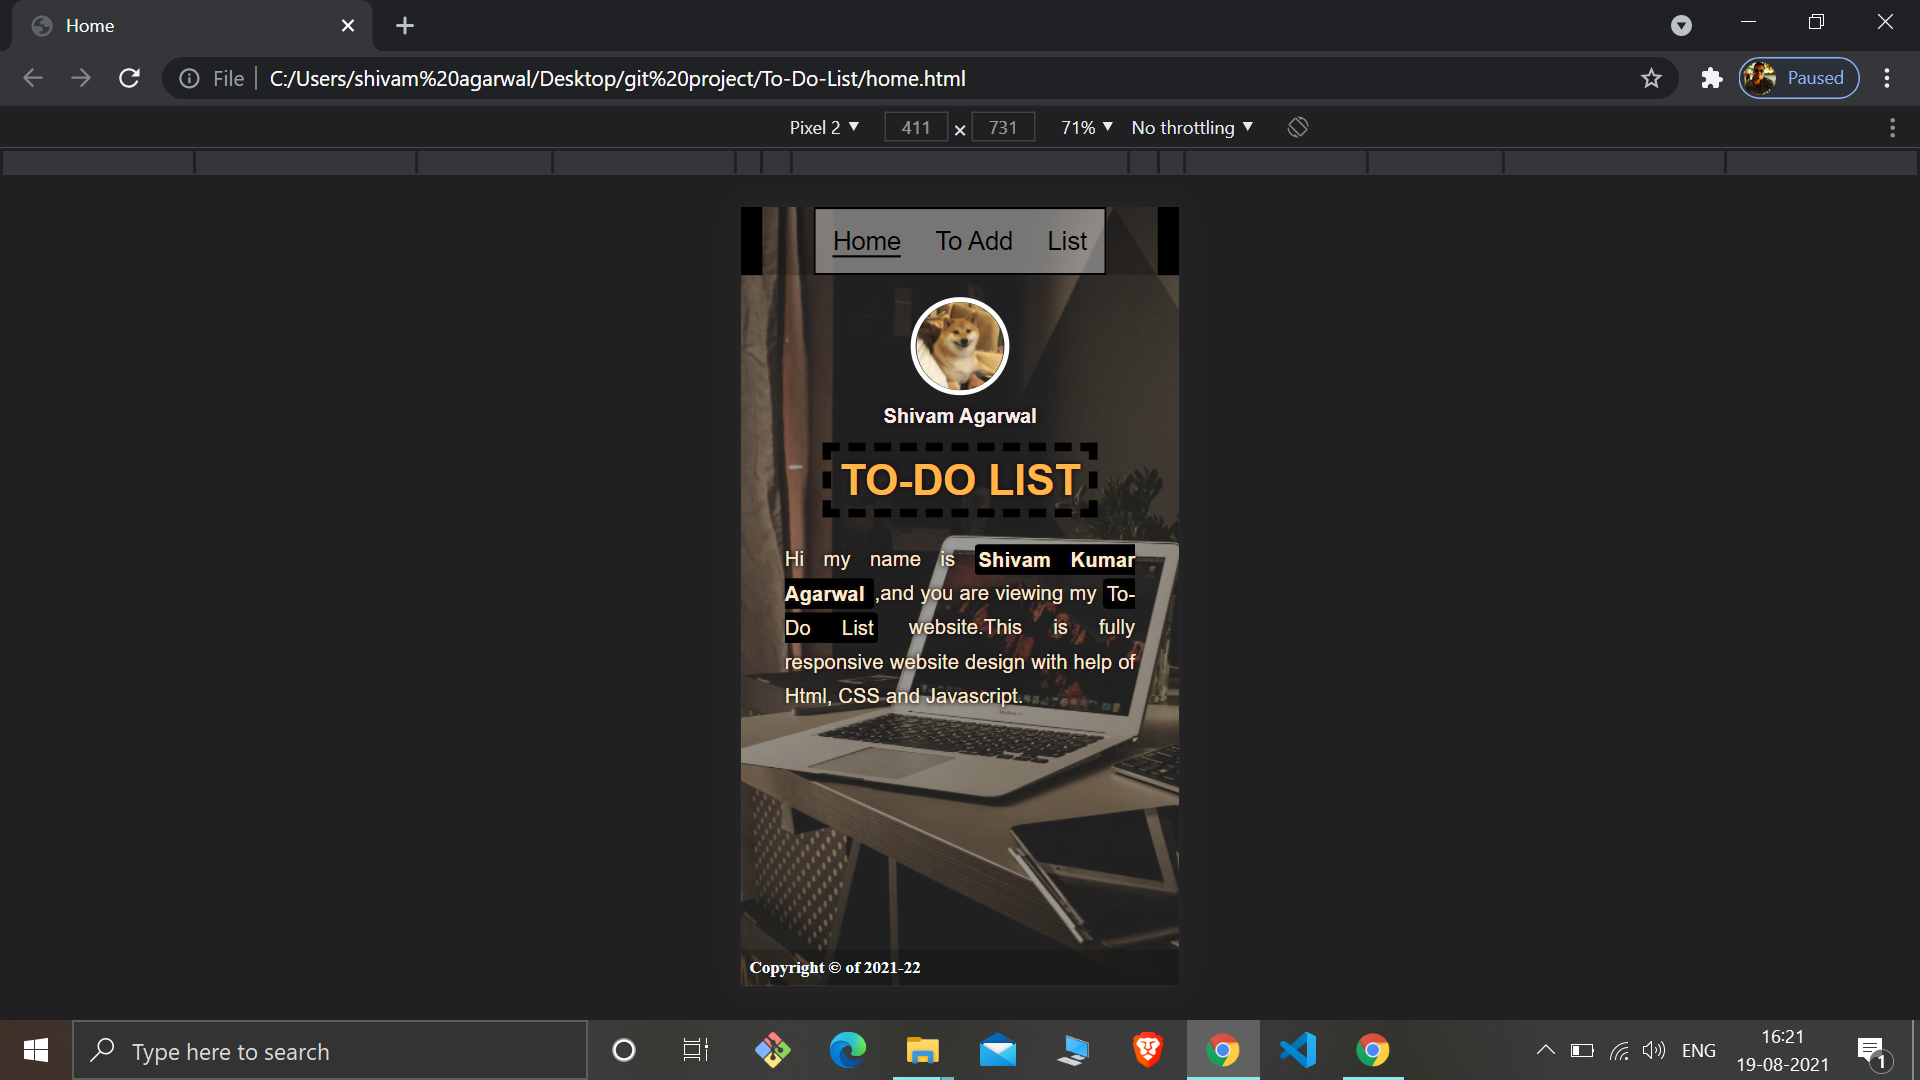 Home
File
C:/Users/shivam%20agarwal/Desktop/git%20project/To-Do-List/home.html
Paused
Pixel 2 411 × 731 71% No throttling
Home To Add List
Shivam Agarwal
TO-DO LIST
Hi my name is Shivam Kumar
Agarwal ,and you are viewing my To-
Do List website.This is fully
responsive website design with help of
Html, CSS and Javascript.
Copyright © of 2021-22
Type here to search
ENG
16:21
19-08-2021
1